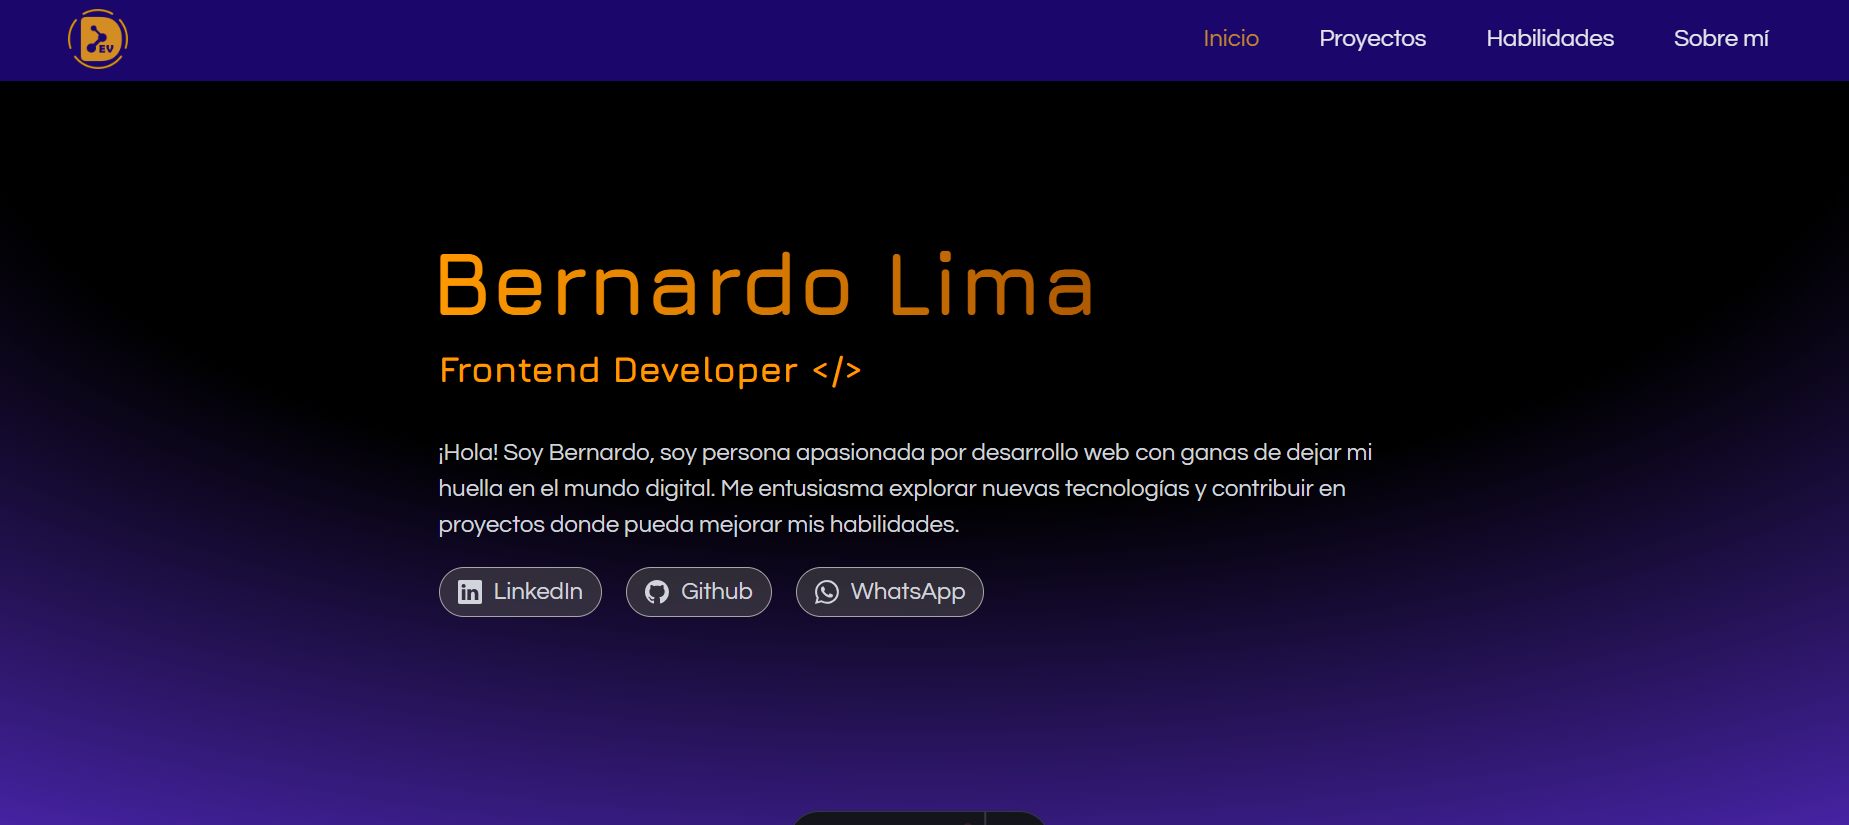 DEV
Inicio Proyectos Habilidades Sobre mí
Bernardo Lima
Frontend Developer </>
¡Hola! Soy Bernardo, soy persona apasionada por desarrollo web con ganas de dejar mi
huella en el mundo digital. Me entusiasma explorar nuevas tecnologías y contribuir en
proyectos donde pueda mejorar mis habilidades.
LinkedIn Github WhatsApp